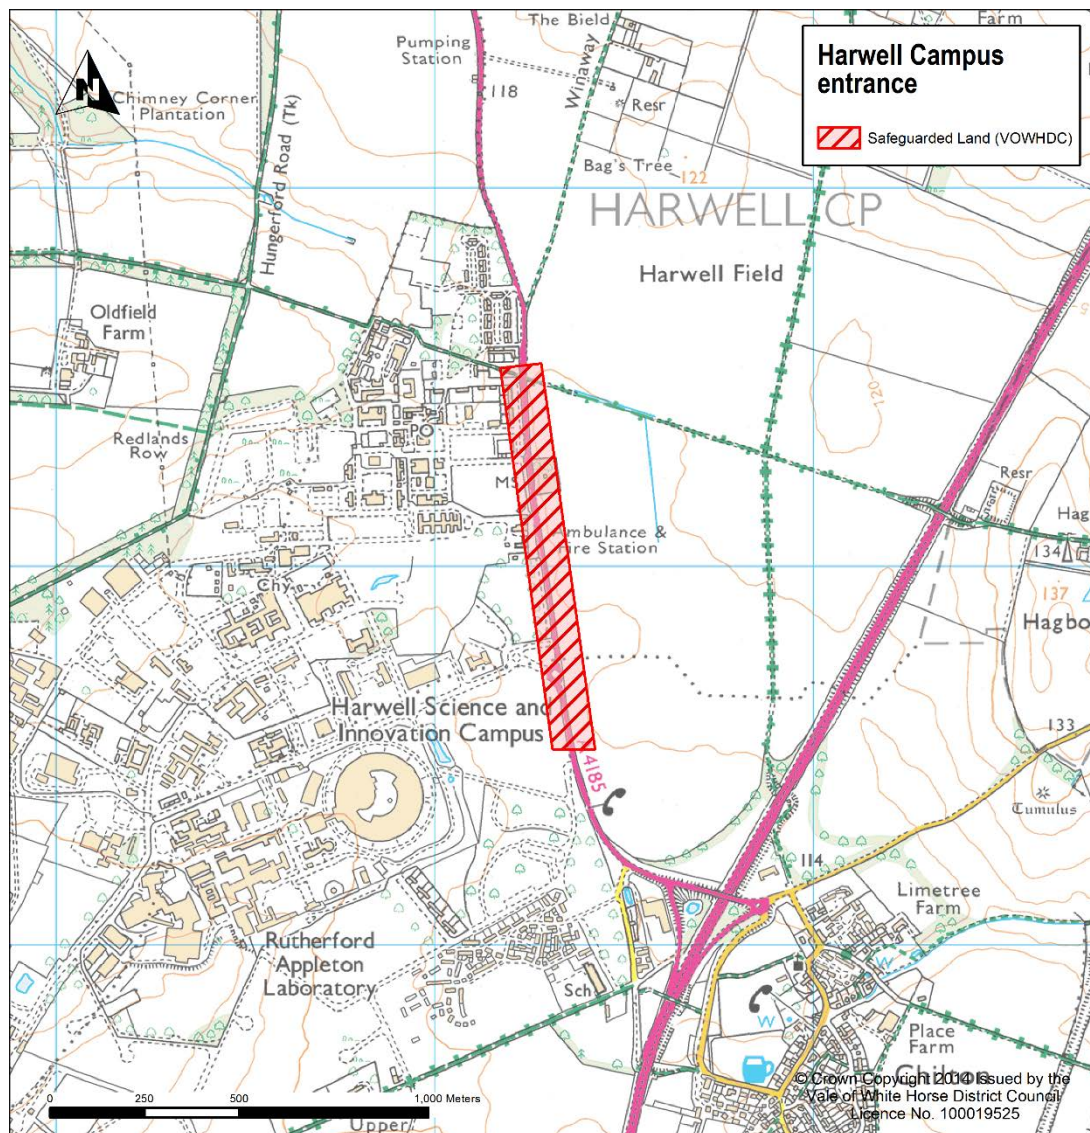 The Bield
Farm
Harwell Campus
entrance
Safeguarded Land (VOWHDC)
Pumping
Station
118
Winaway
Resr
N
Chimney Corner
Plantation
Hungerford Road (Tk)
Bag's Tree
122
HARWELL CP
Harwell Field
Oldfield
Farm
120
PO
Redlands
Row
MS
Resr
Ambulance &
Fire Station
Hag
134
137
Hagbo
Chy
Harwell Science and
Innovation Campus
A4185
133
Tumulus
114
Limetree
Farm
Rutherford
Appleton
Laboratory
Sch
W
W
Place
Farm
Chilton
© Crown Copyright 2014 Issued by the
Vale of White Horse District Council
Licence No. 100019525
0 250 500 1,000 Meters
Upper